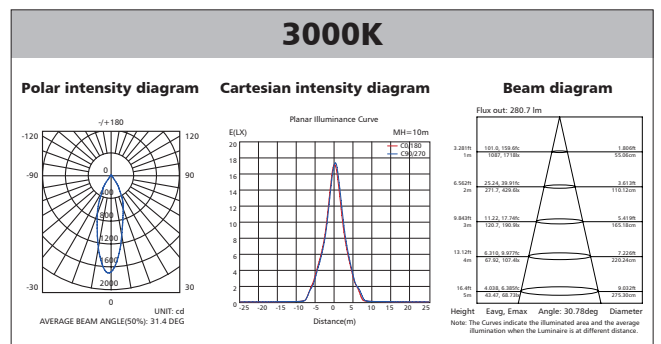 3000K
Polar intensity diagram
Cartesian intensity diagram
Beam diagram
-/+180
-120
120
-90
90
-30
30
0
0
400
800
1200
1600
2000
UNIT: cd
AVERAGE BEAM ANGLE(50%): 31.4 DEG
Planar Illuminance Curve
E(LX)
MH=10m
C0/180
C90/270
20
18
16
14
12
10
8
6
4
2
0
-25 -20 -15 -10 -5 0 5 10 15 20 25
Distance(m)
Flux out: 280.7 lm
3.281ft 101.0, 159.6fc 1.806ft
1m 1087, 1718lx 55.06cm
6.562ft 25.24, 39.91fc 3.613ft
2m 271.7, 429.6lx 110.12cm
9.843ft 11.22, 17.74fc 5.419ft
3m 120.7, 190.9lx 165.18cm
13.12ft 6.310, 9.977fc 7.226ft
4m 67.92, 107.4lx 220.24cm
16.4ft 4.038, 6.385fc 9.032ft
5m 43.47, 68.73lx 275.30cm
Height Eavg, Emax Angle: 30.78deg Diameter
Note: The Curves indicate the illuminated area and the average
illumination when the Luminaire is at different distance.